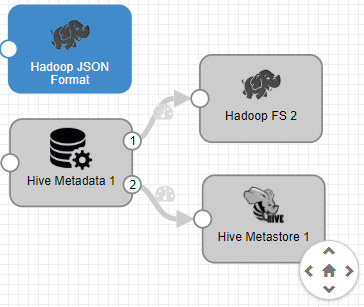 Hadoop JSON
Format
Hadoop FS 2
1
Hive Metadata 1
2
HIVE
Hive Metastore 1